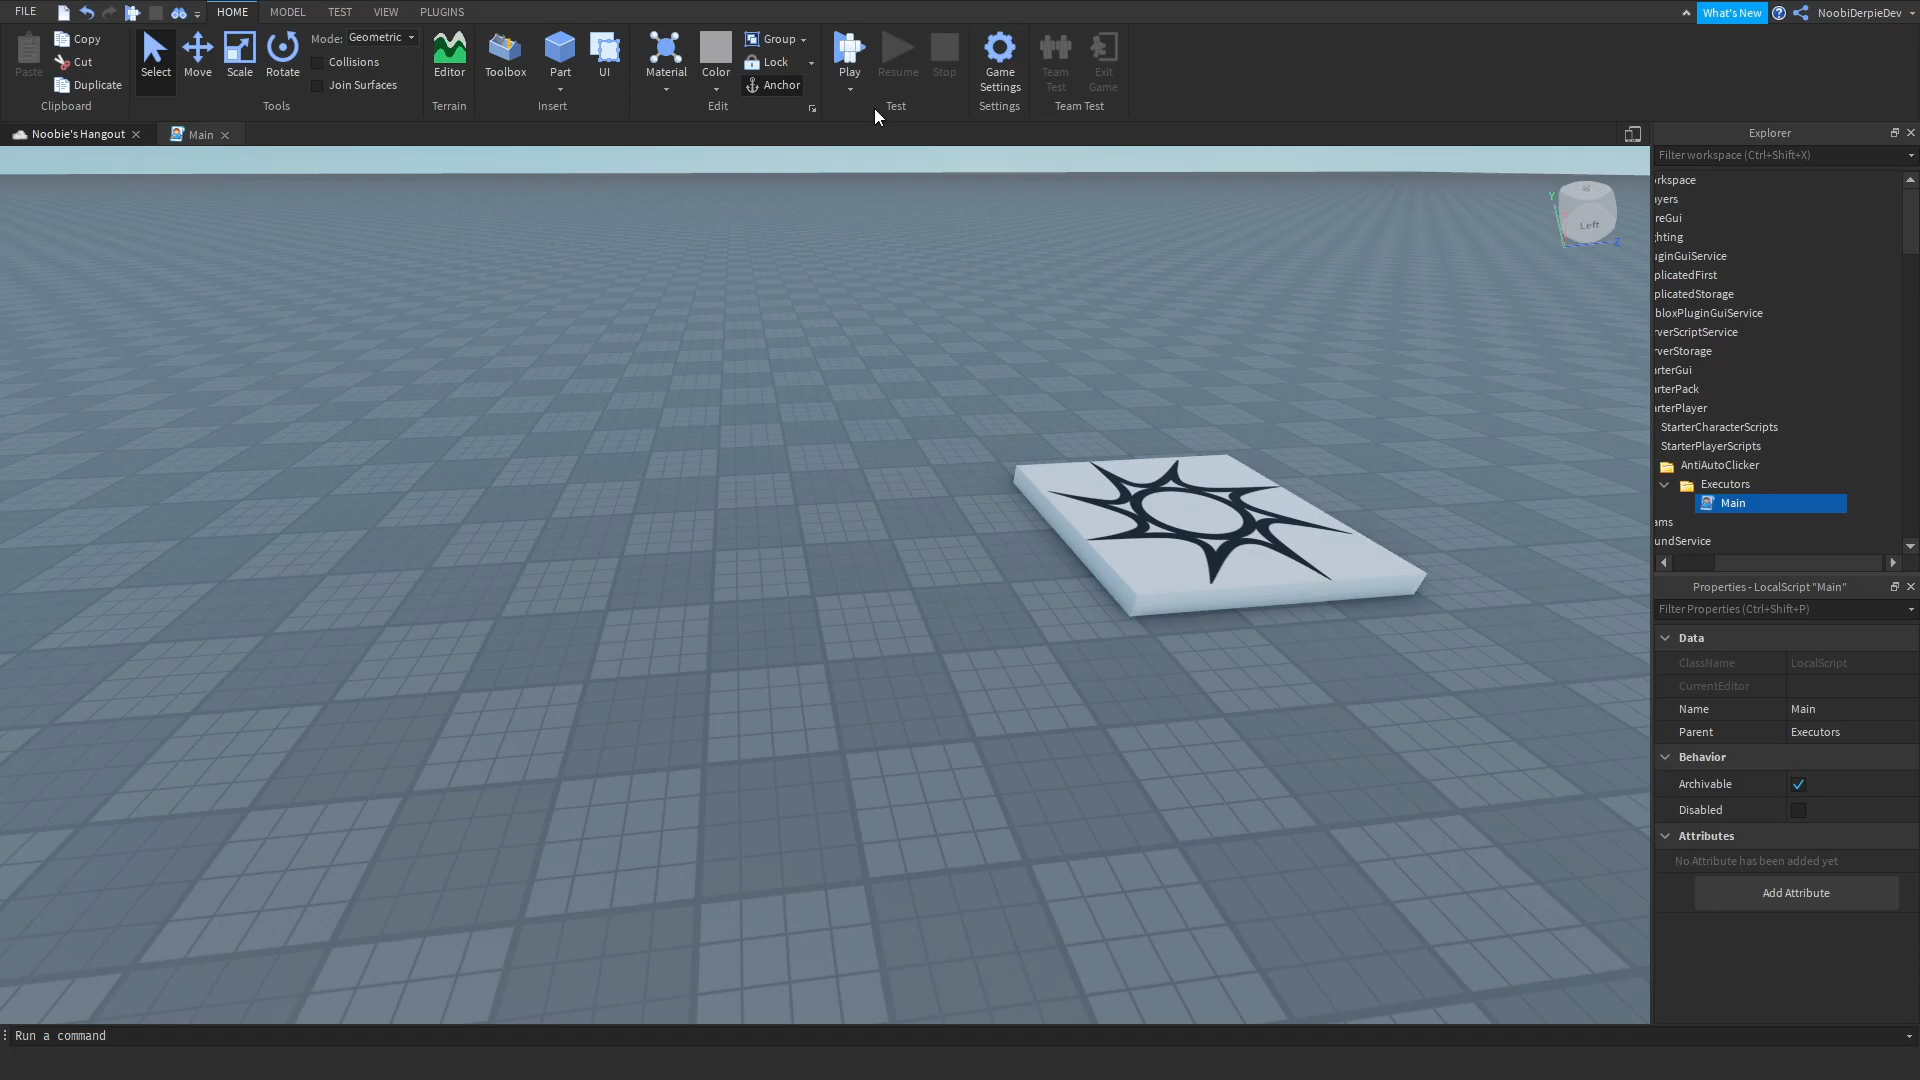 FILE
HOME
MODEL
TEST
VIEW
PLUGINS
What's New
NoobiDerpieDev
Paste
Copy
Cut
Duplicate
Clipboard
Select
Move
Scale
Rotate
Mode: Geometric
Collisions
Join Surfaces
Tools
Editor
Terrain
Toolbox
Part
UI
Insert
Material
Color
Group
Lock
Anchor
Edit
Play
Resume
Stop
Test
Game
Settings
Settings
Team
Test
Exit
Game
Team Test
Noobie's Hangout
Main
Explorer
Filter workspace (Ctrl+Shift+X)
rkspace
yers
reGui
hting
ginGuiService
plicatedFirst
plicatedStorage
bloxPluginGuiService
rverScriptService
rverStorage
arterGui
arterPack
arterPlayer
StarterCharacterScripts
StarterPlayerScripts
AntiAutoClicker
Executors
Main
ams
undService
Properties - LocalScript "Main"
Filter Properties (Ctrl+Shift+P)
Data
ClassName LocalScript
CurrentEditor
Name Main
Parent Executors
Behavior
Archivable
Disabled
Attributes
No Attribute has been added yet
Add Attribute
Y
Left
Z
Run a command